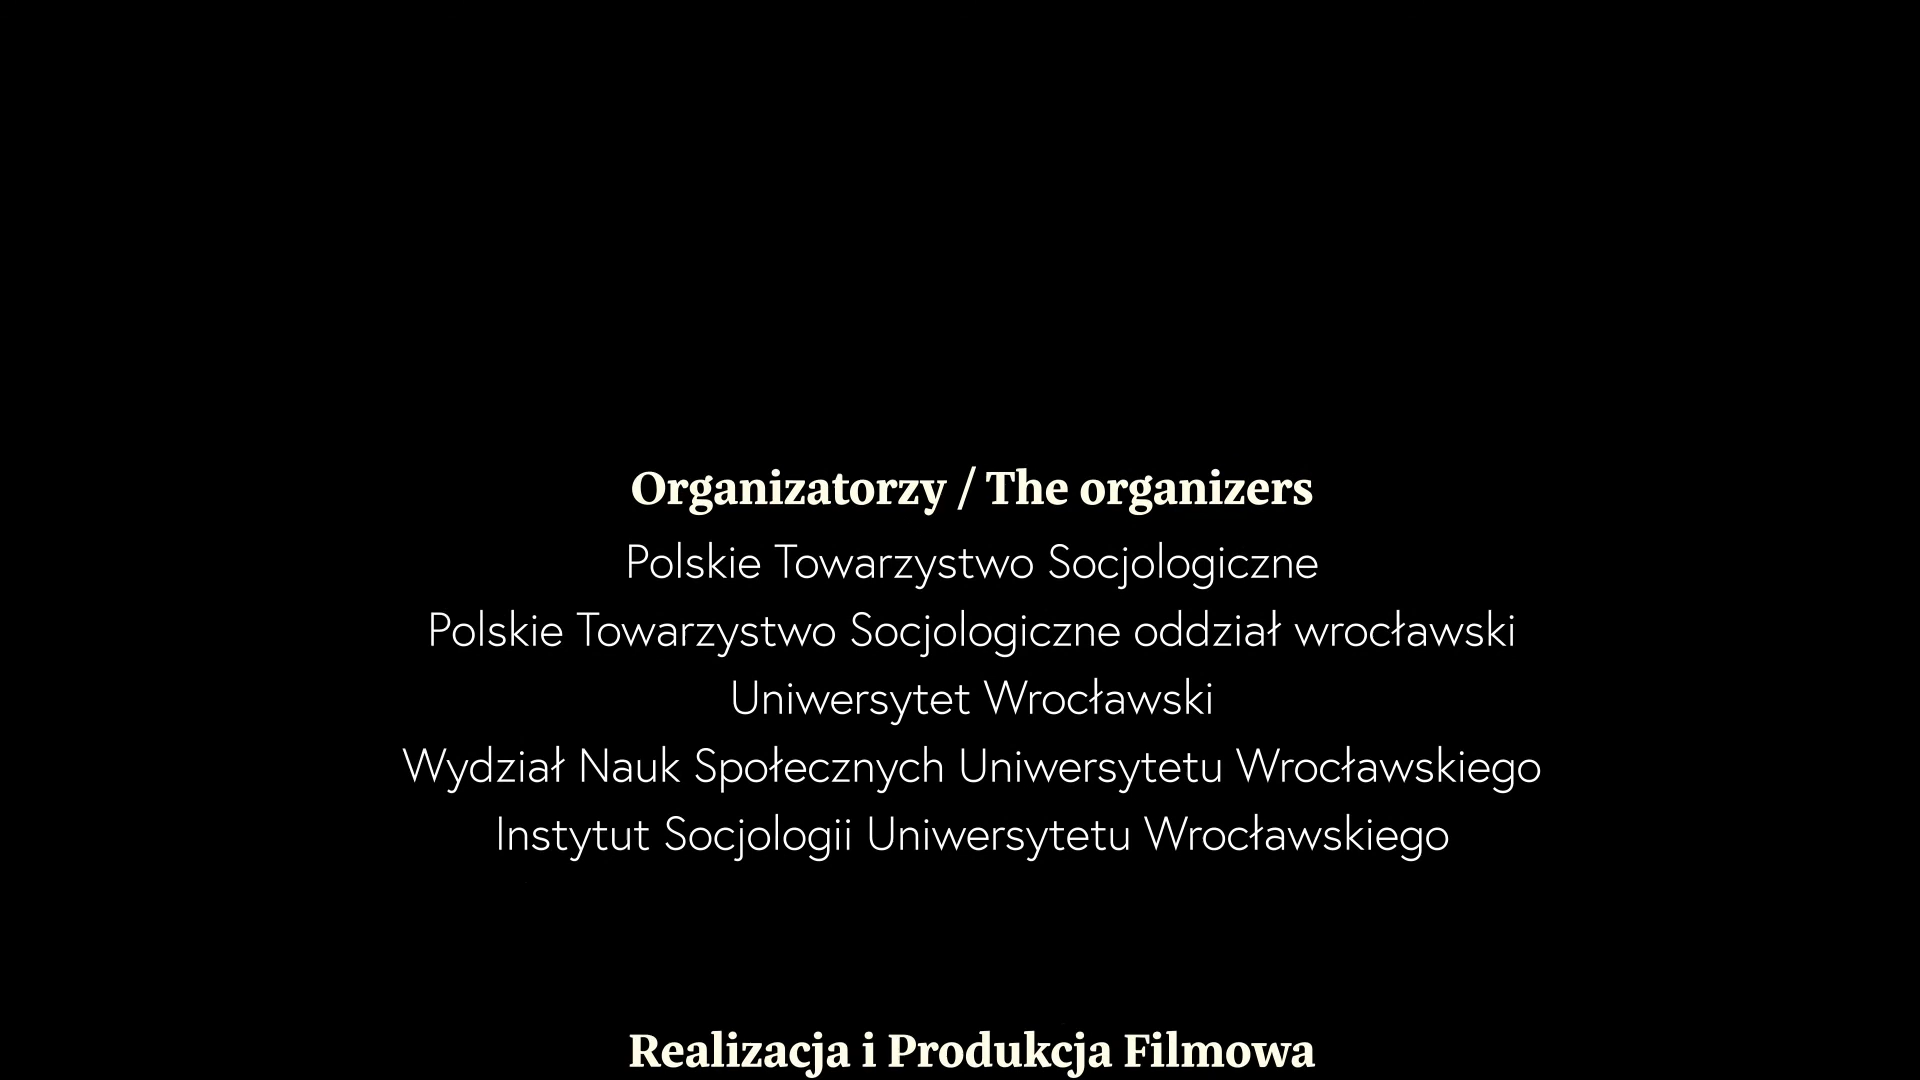 Organizatorzy / The organizers
Polskie Towarzystwo Socjologiczne
Polskie Towarzystwo Socjologiczne oddział wrocławski
Uniwersytet Wrocławski
Wydział Nauk Społecznych Uniwersytetu Wrocławskiego
Instytut Socjologii Uniwersytetu Wrocławskiego
Realizacja i Produkcja Filmowa